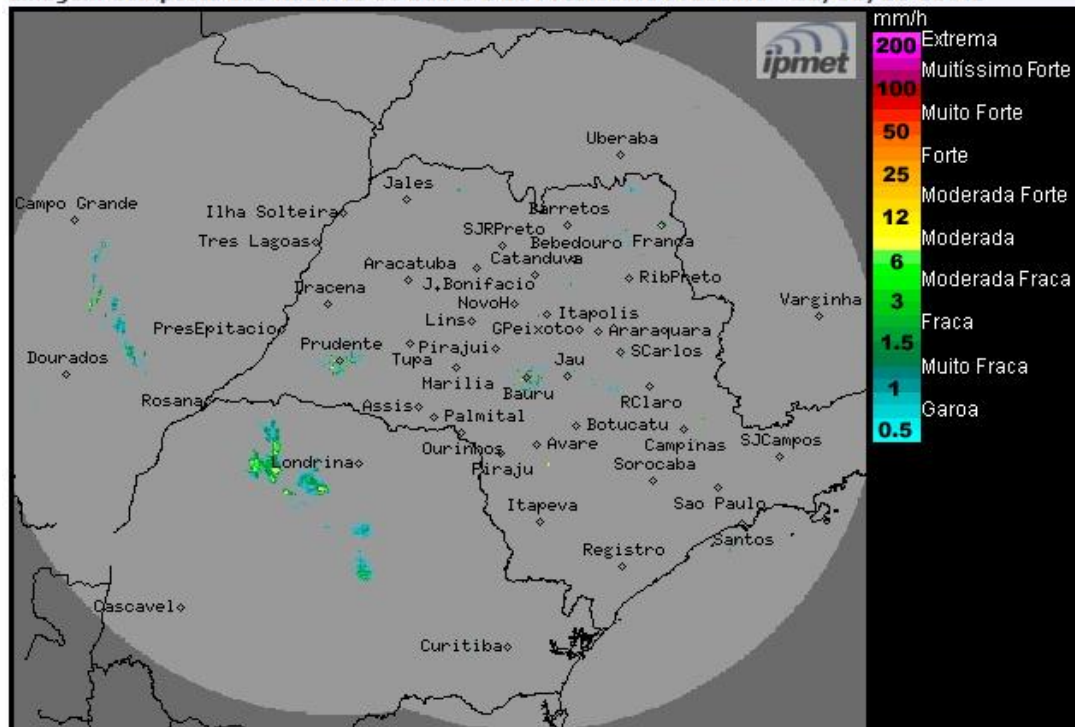 mm/h
ipmet
200 Extrema
Muitíssimo Forte
100
Muito Forte
50
Forte
25
Moderada Forte
12
Moderada
6
Moderada Fraca
3
Fraca
1.5
Muito Fraca
1
Garoa
0.5
Uberaba
Jales
Campo Grande
Ilha Solteira
Barretos
SJRPreto
Tres Lagoas
Bebedouro
Franca
Aracatuba
Catanduva
Dracena
J.Bonifacio
RibPreto
NovoH
Itapolis
Varginha
PresEpitacio
Lins
GPeixoto
Araraquara
Prudente
Pirajui
SCarlos
Dourados
Tupa
Jau
Marilia
Bauru
Rosana
Assis
RClaro
Palmital
Botucatu
Ourinhos
Avare
Campinas
SJCampos
Londrina
Piraju
Sorocaba
Itapeva
Sao Paulo
Santos
Registro
Cascavel
Curitiba